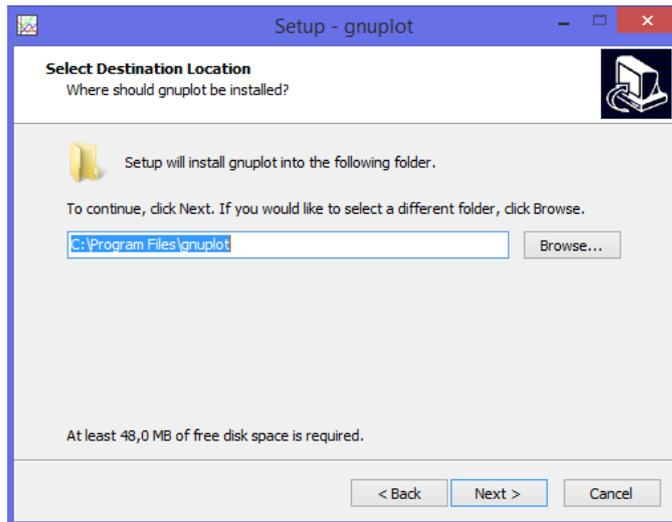 Setup - gnuplot
Select Destination Location
Where should gnuplot be installed?
Setup will install gnuplot into the following folder.
To continue, click Next. If you would like to select a different folder, click Browse.
C:\Program Files\gnuplot
Browse...
At least 48,0 MB of free disk space is required.
< Back
Next >
Cancel